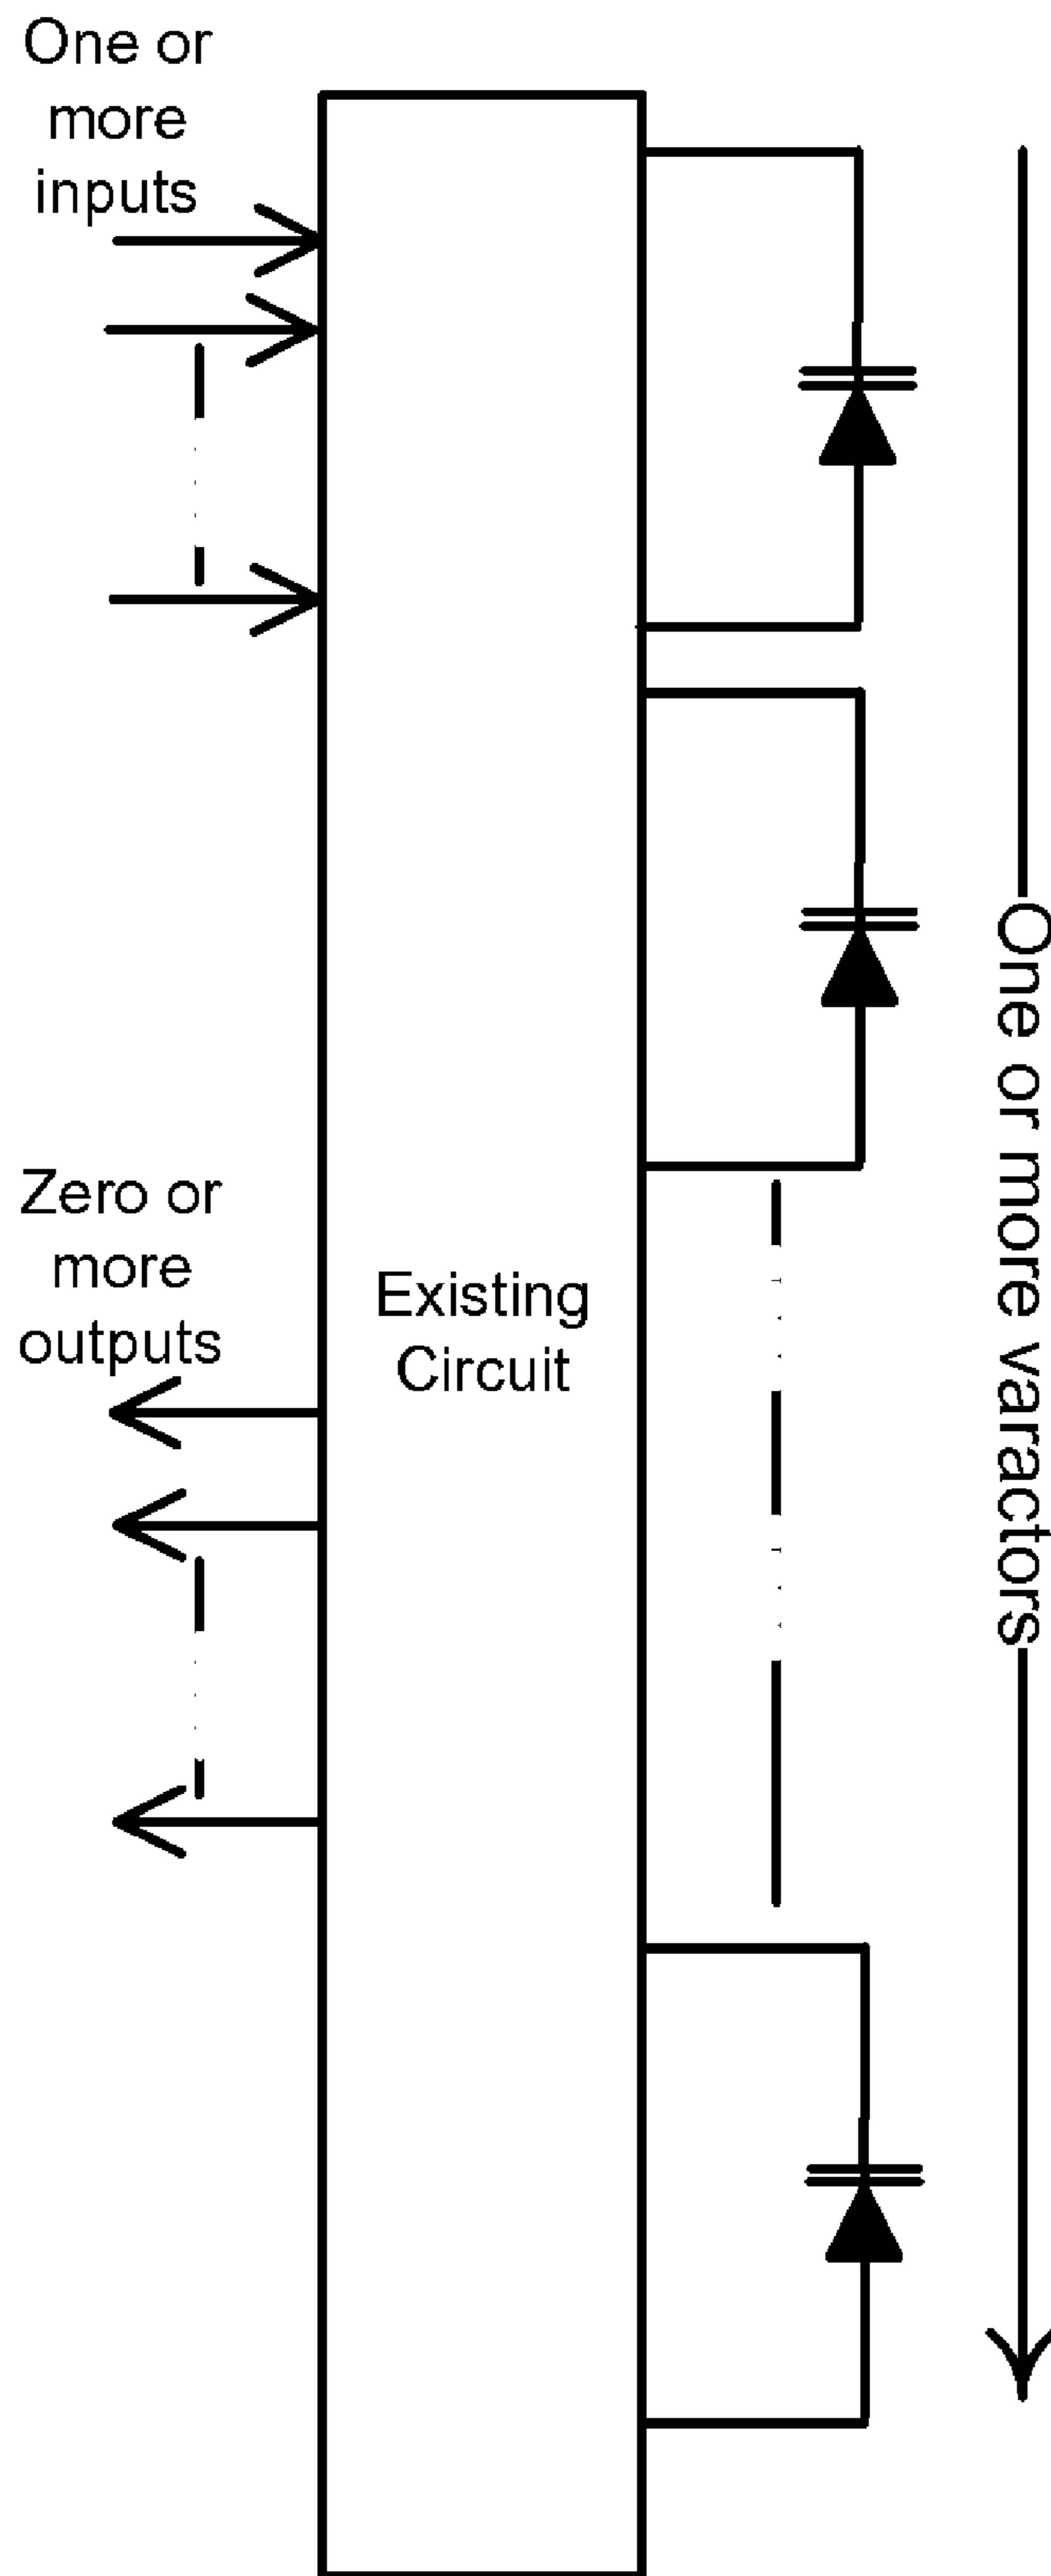 One or
more
inputs
Zero or
more
outputs
Existing
Circuit
One or more varactors